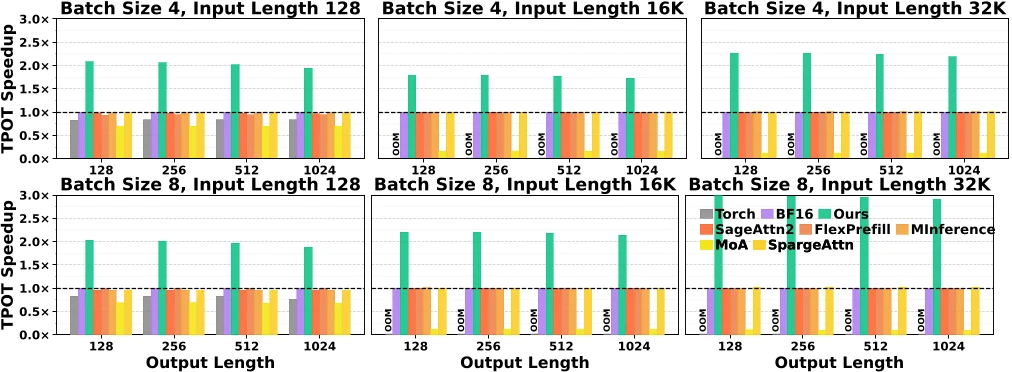 Batch Size 4, Input Length 128
Batch Size 4, Input Length 16K
Batch Size 4, Input Length 32K
TPOT Speedup
3.0×
2.5×
2.0×
1.5×
1.0×
0.5×
0.0×
OOM OOM OOM OOM
OOM OOM OOM OOM
128 256 512 1024
128 256 512 1024
128 256 512 1024
Batch Size 8, Input Length 128
Batch Size 8, Input Length 16K
Batch Size 8, Input Length 32K
TPOT Speedup
3.0×
2.5×
2.0×
1.5×
1.0×
0.5×
0.0×
Torch BF16 Ours
SageAttn2 FlexPrefill MInference
MoA SpargeAttn
OOM OOM OOM OOM
OOM OOM OOM OOM
128 256 512 1024
128 256 512 1024
128 256 512 1024
Output Length
Output Length
Output Length